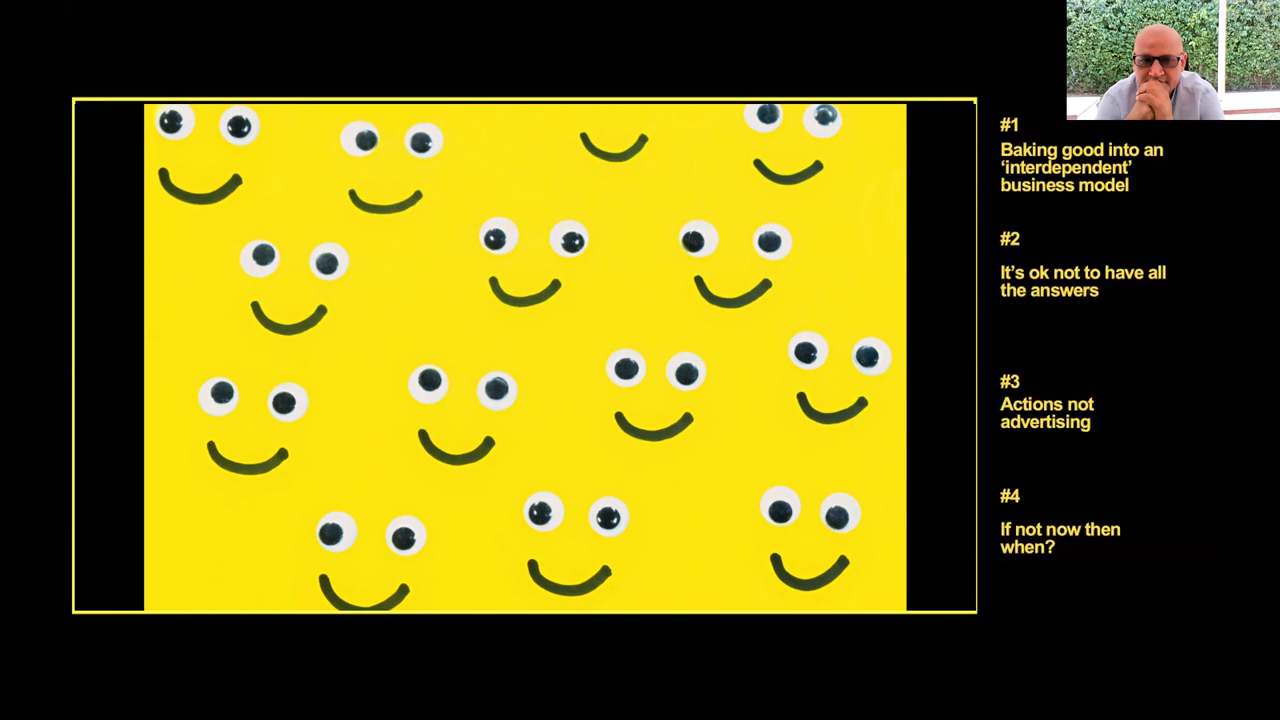 #1
Baking good into an
‘interdependent’
business model
#2
It’s ok not to have all
the answers
#3
Actions not
advertising
#4
If not now then
when?